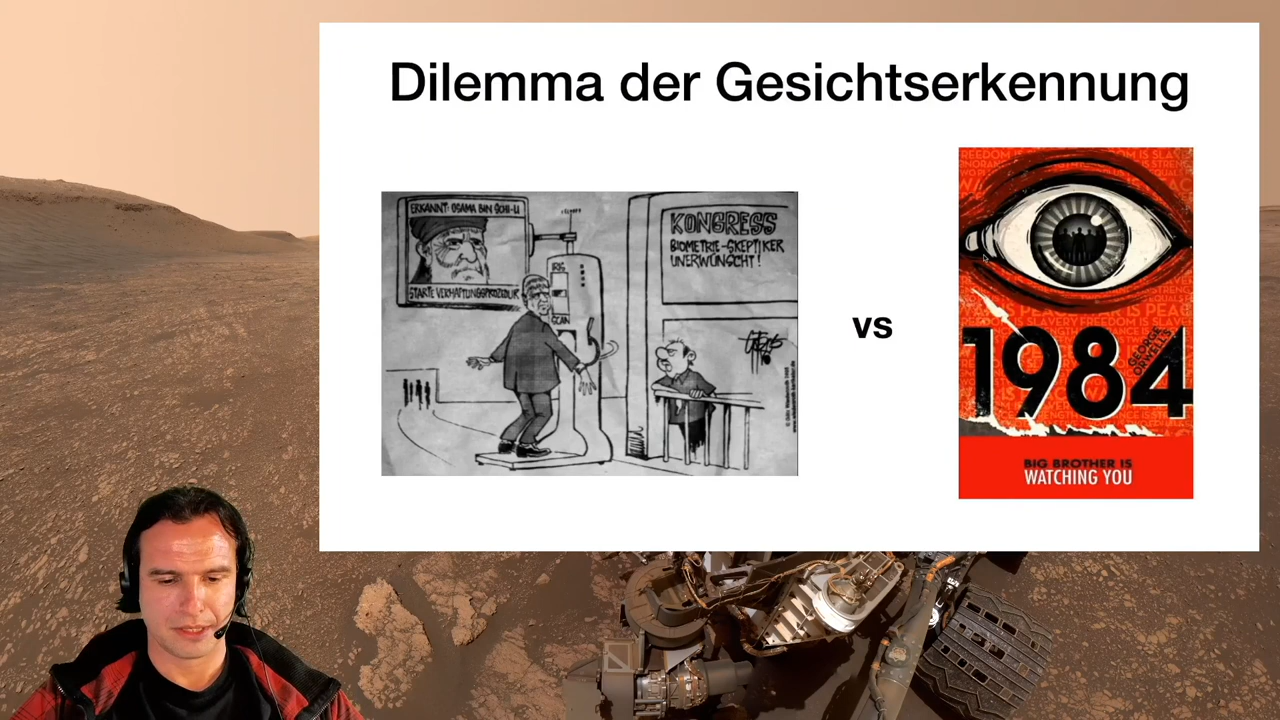 Dilemma der Gesichtserkennung
ERKANNT: OSAMA BIN SCHI-LI
STARTE VERHAFTUNGSPROZEDUR
IRIS
SCAN
KONGRESS
BIOMETRIE-SKEPTIKER
UNERWÜNSCHT!
vs
1984
GEORGE
ORWELL'S
BIG BROTHER IS
WATCHING YOU